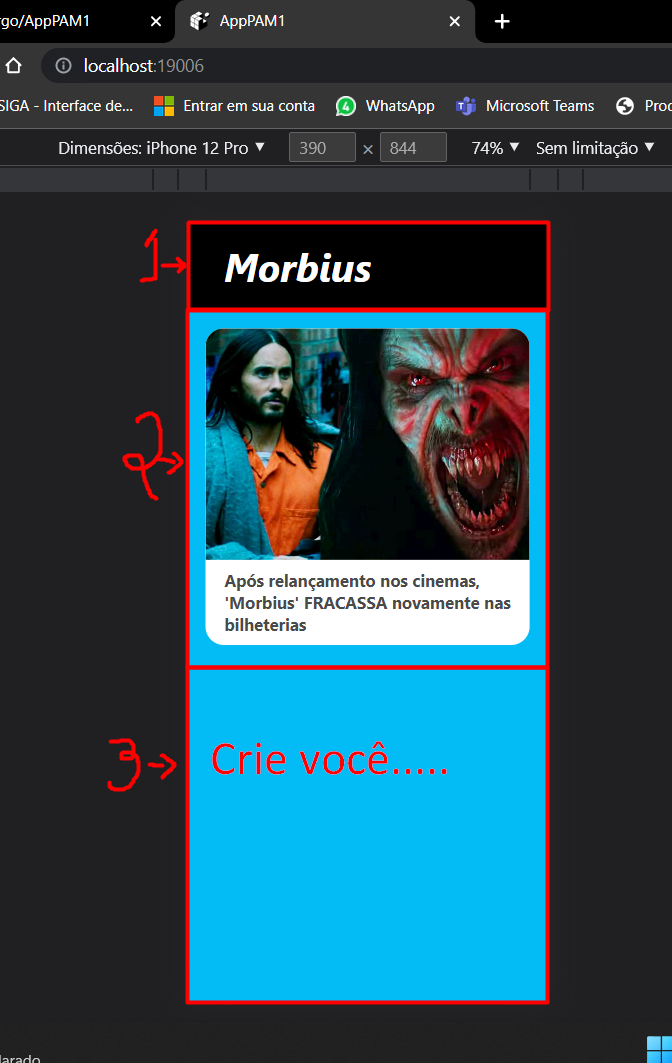 rgo/AppPAM1
AppPAM1
localhost:19006
SIGA - Interface de...
Entrar em sua conta
4
WhatsApp
Microsoft Teams
Dimensões: iPhone 12 Pro
390 × 844
74%
Sem limitação
1
Morbius
2
Após relançamento nos cinemas,
'Morbius' FRACASSA novamente nas
bilheterias
3
Crie você.....